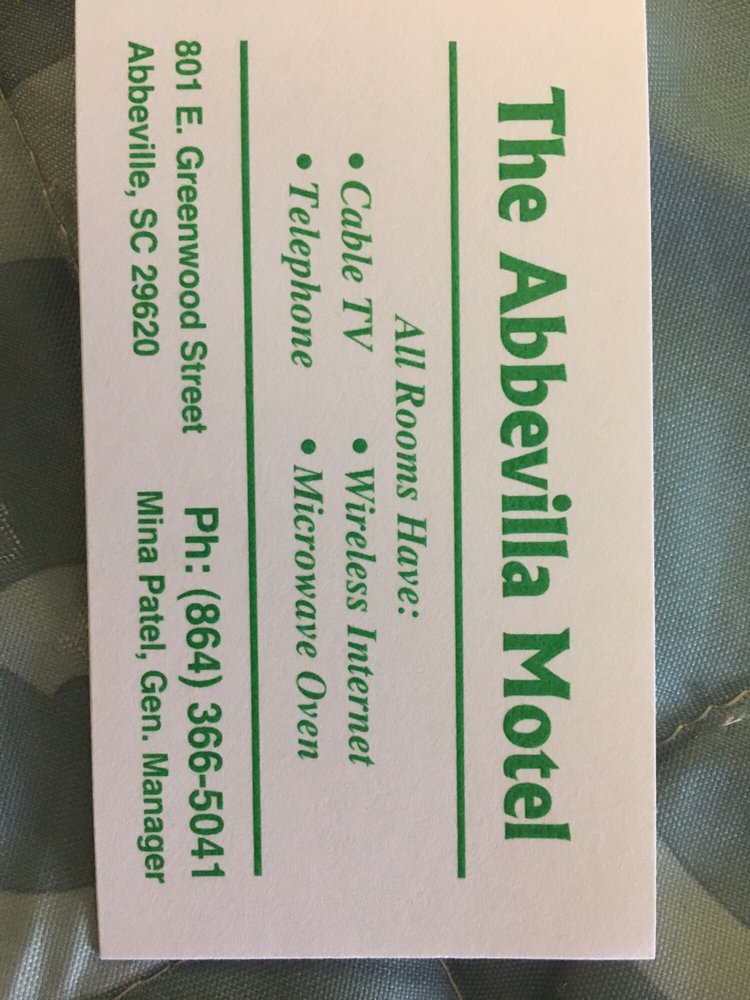 The Abbevilla Motel
All Rooms Have:
• Cable TV • Wireless Internet
• Telephone • Microwave Oven
801 E. Greenwood Street Ph: (864) 366-5041
Abbeville, SC 29620 Mina Patel, Gen. Manager